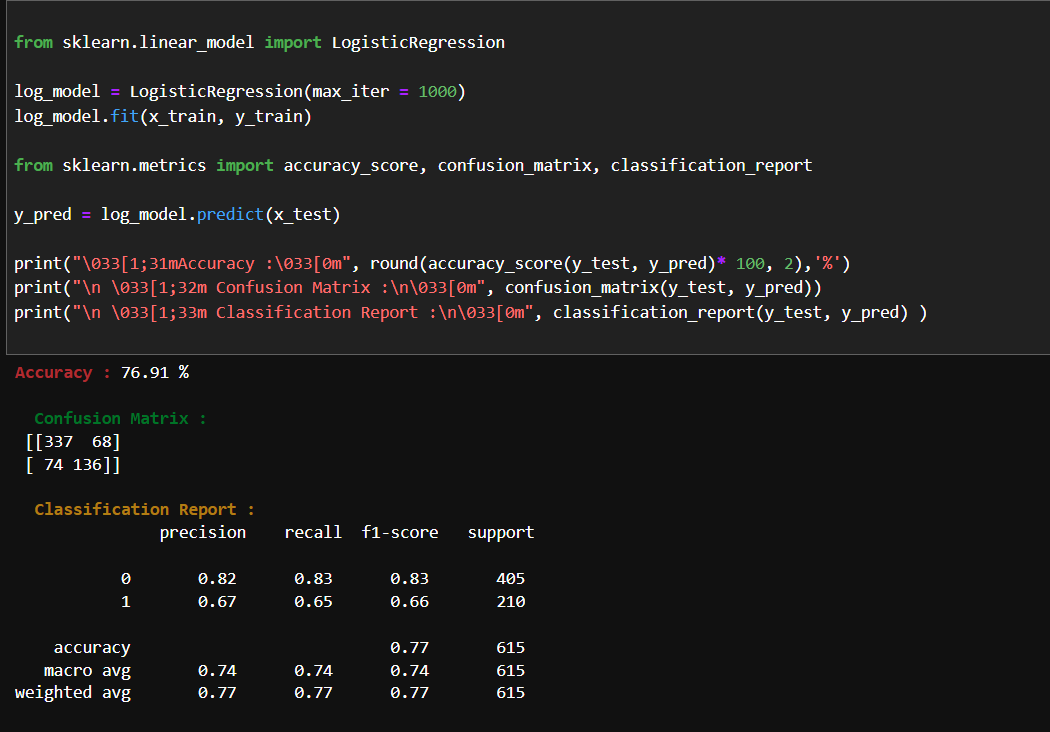 from sklearn.linear_model import LogisticRegression
log_model = LogisticRegression(max_iter = 1000)
log_model.fit(x_train, y_train)
from sklearn.metrics import accuracy_score, confusion_matrix, classification_report
y_pred = log_model.predict(x_test)
print("\033[1;31mAccuracy :\033[0m", round(accuracy_score(y_test, y_pred)* 100, 2),'%')
print("\n \033[1;32m Confusion Matrix :\n\033[0m", confusion_matrix(y_test, y_pred))
print("\n \033[1;33m Classification Report :\n\033[0m", classification_report(y_test, y_pred) )
Accuracy : 76.91 %
Confusion Matrix :
[[337  68]
[ 74 136]]
Classification Report :
precision    recall  f1-score   support
0       0.82      0.83      0.83       405
1       0.67      0.65      0.66       210
accuracy                           0.77       615
macro avg       0.74      0.74      0.74       615
weighted avg       0.77      0.77      0.77       615